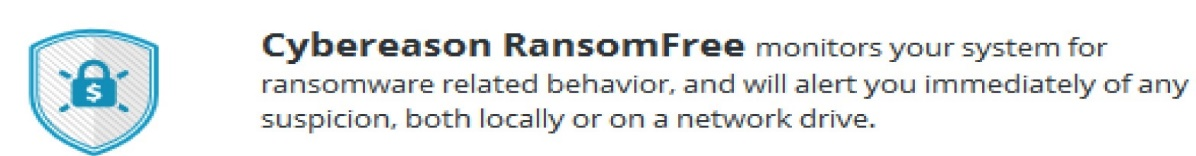 $
Cybereason RansomFree monitors your system for
ransomware related behavior, and will alert you immediately of any
suspicion, both locally or on a network drive.